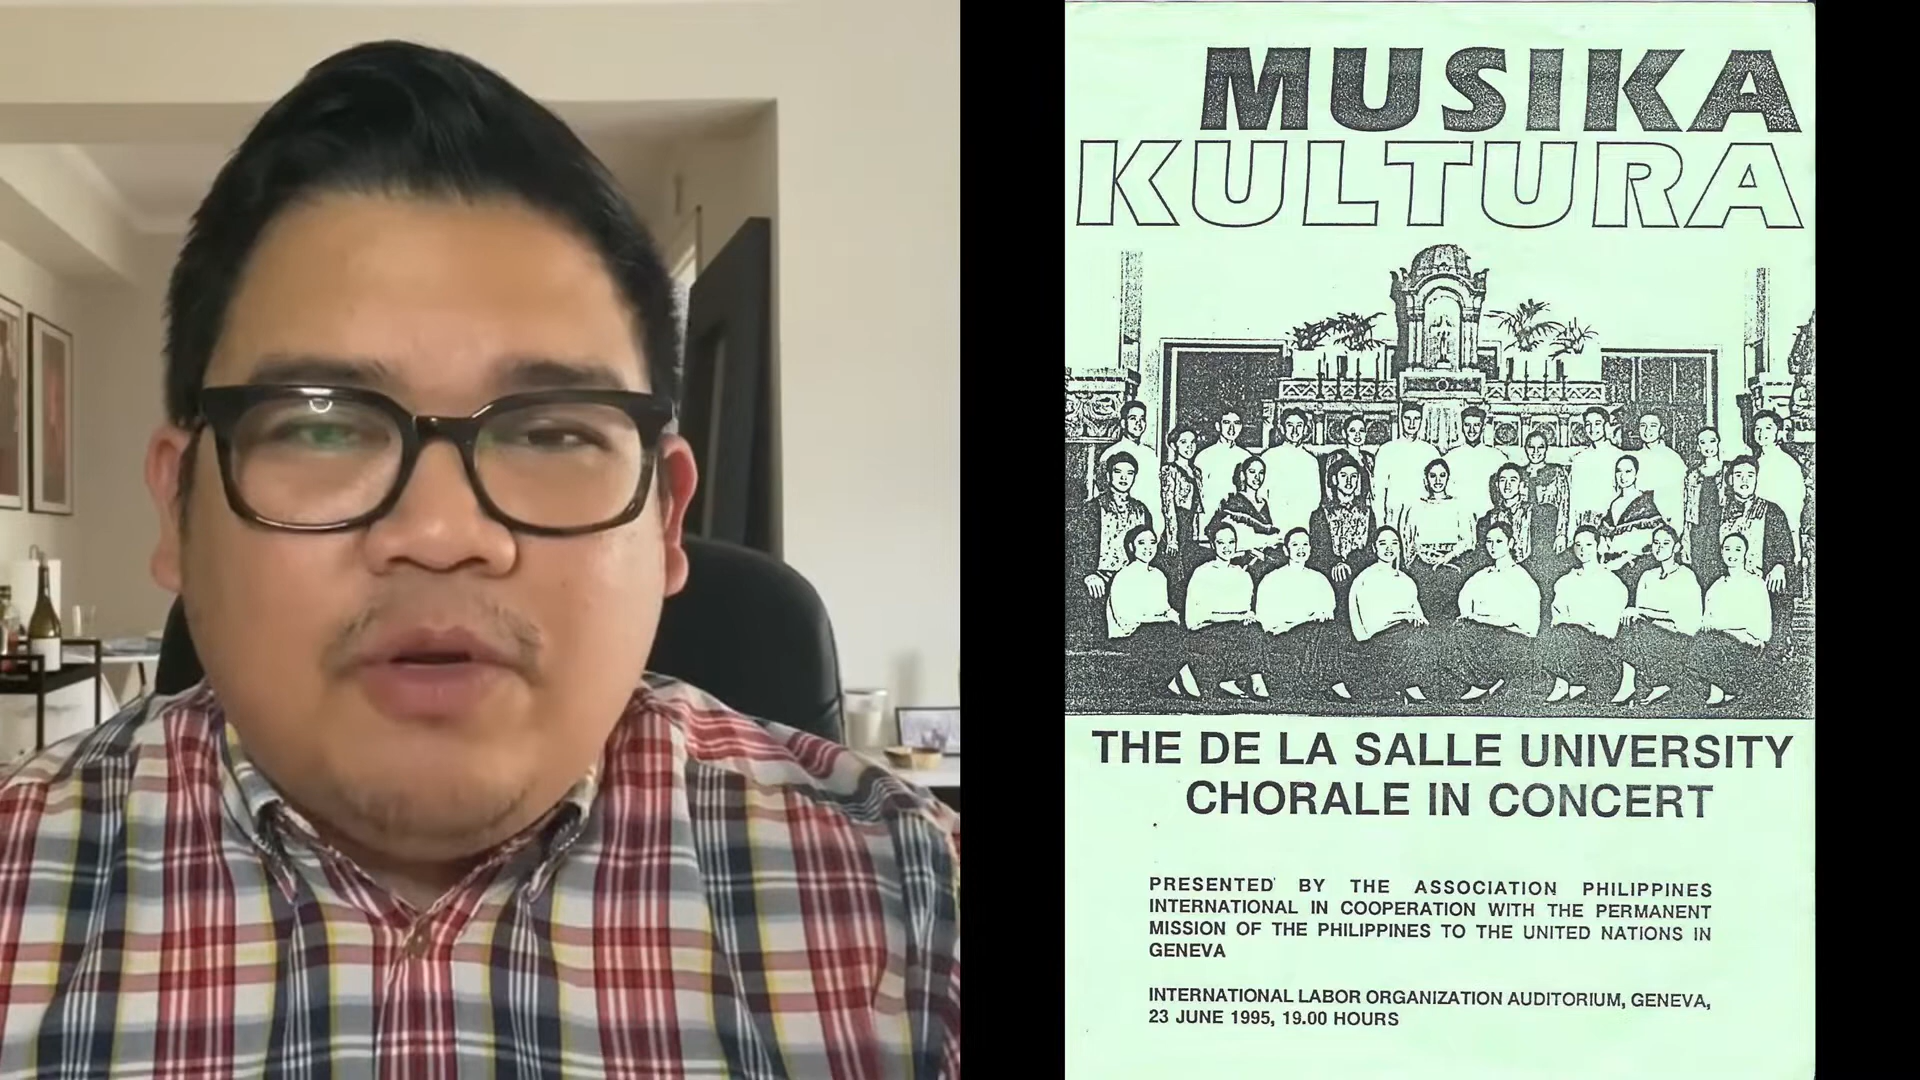 MUSIKA
KULTURA
THE DE LA SALLE UNIVERSITY
CHORALE IN CONCERT
PRESENTED BY THE ASSOCIATION PHILIPPINES
INTERNATIONAL IN COOPERATION WITH THE PERMANENT
MISSION OF THE PHILIPPINES TO THE UNITED NATIONS IN
GENEVA
INTERNATIONAL LABOR ORGANIZATION AUDITORIUM, GENEVA,
23 JUNE 1995, 19.00 HOURS